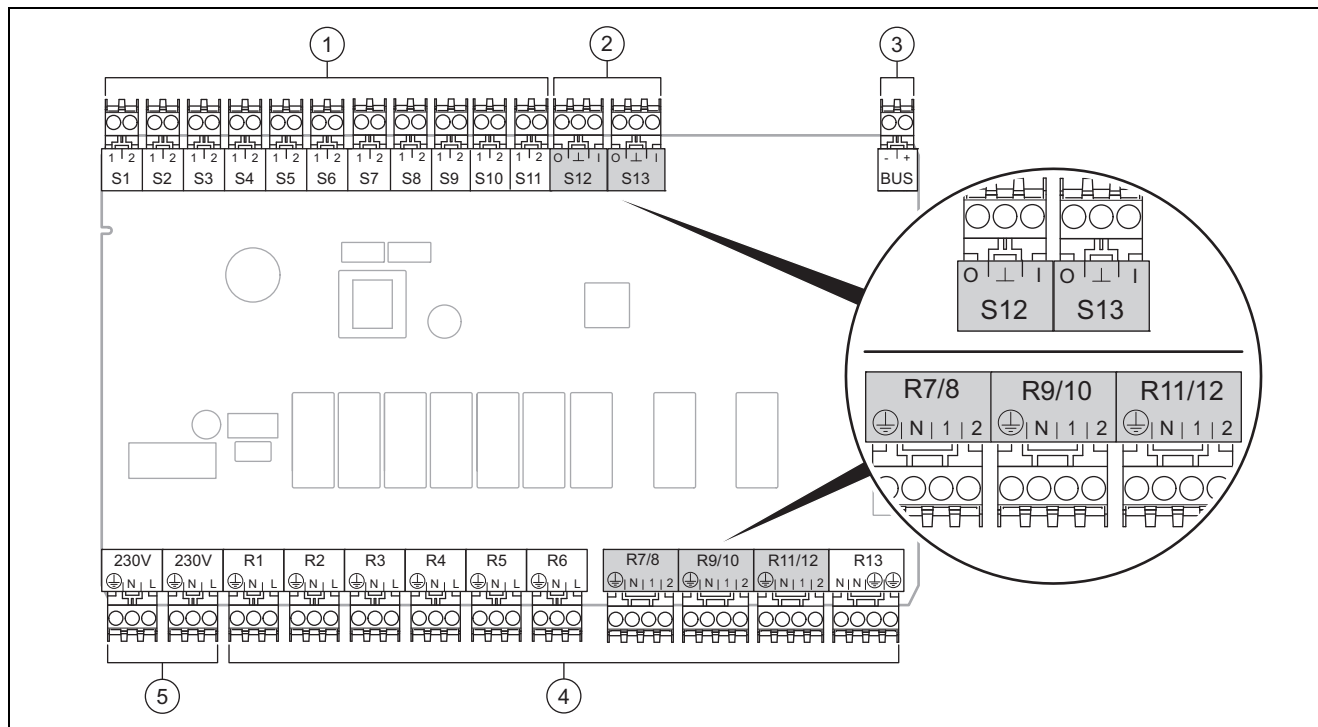 1 2 3
1 2 1 2 1 2 1 2 1 2 1 2 1 2 1 2 1 2 1 2 1 2 O ⊥ I O ⊥ I - +
S1 S2 S3 S4 S5 S6 S7 S8 S9 S10 S11 S12 S13 BUS
O ⊥ I O ⊥ I
S12 S13
R7/8 R9/10 R11/12
⏚ N 1 2 ⏚ N 1 2 ⏚ N 1 2
230V 230V R1 R2 R3 R4 R5 R6 R7/8 R9/10 R11/12 R13
⏚ N L ⏚ N L ⏚ N L ⏚ N L ⏚ N L ⏚ N L ⏚ N L ⏚ N L ⏚ N 1 2 ⏚ N 1 2 ⏚ N 1 2 N N ⏚ ⏚
5 4